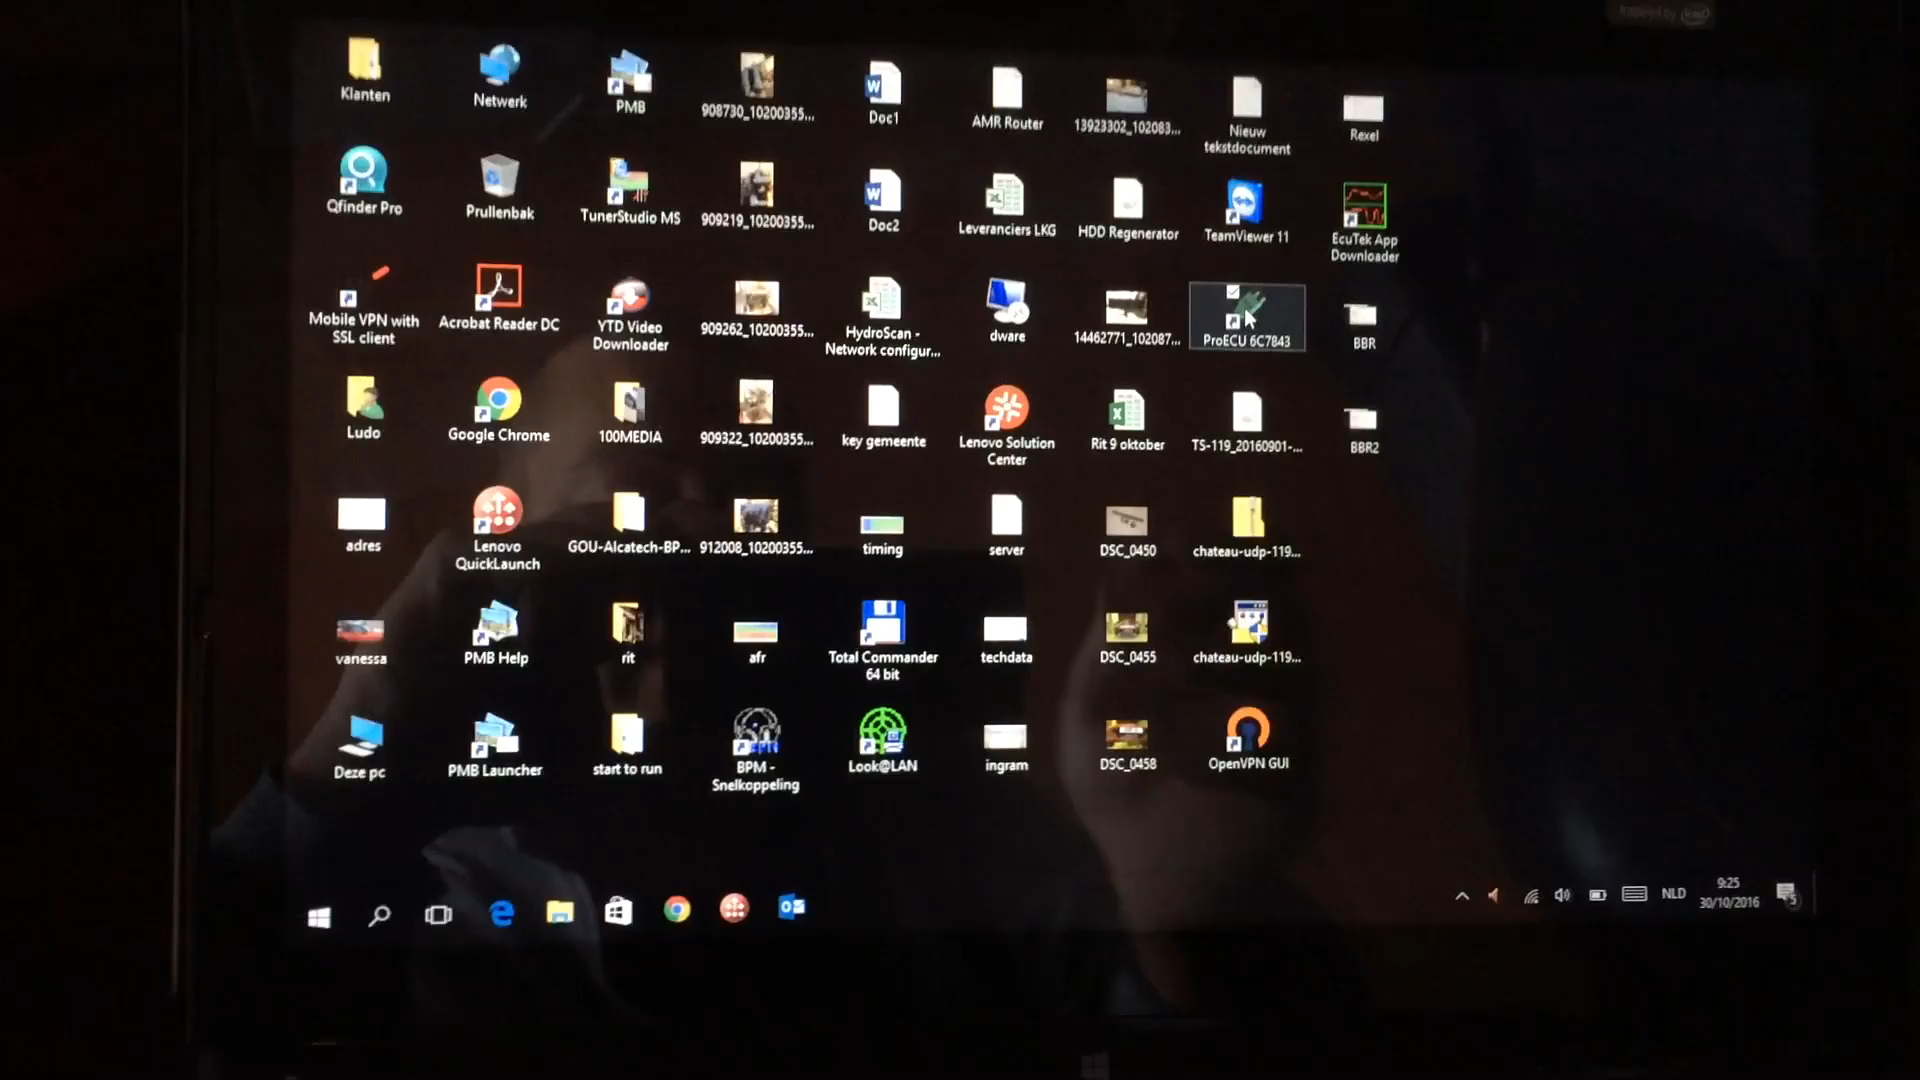 Powered by intel
Klanten
Netwerk
PMB
908730_10200355...
Doc1
AMR Router
13923302_102083...
Nieuw
tekstdocument
Rexel
Qfinder Pro
Prullenbak
TunerStudio MS
909219_10200355...
Doc2
Leveranciers LKG
HDD Regenerator
TeamViewer 11
EcuTek App
Downloader
Mobile VPN with
SSL client
Acrobat Reader DC
YTD Video
Downloader
909262_10200355...
HydroScan -
Network configur...
dware
14462771_102087...
ProECU 6C7843
BBR
Ludo
Google Chrome
100MEDIA
909322_10200355...
key gemeente
Lenovo Solution
Center
Rit 9 oktober
TS-119_20160901-...
BBR2
adres
Lenovo
QuickLaunch
GOU-Alcatech-BP...
912008_10200355...
timing
server
DSC_0450
chateau-udp-119...
vanessa
PMB Help
rit
afr
Total Commander
64 bit
techdata
DSC_0455
chateau-udp-119...
Deze pc
PMB Launcher
start to run
BPM -
Snelkoppeling
Look@LAN
ingram
DSC_0458
OpenVPN GUI
NLD
9:25
30/10/2016
5